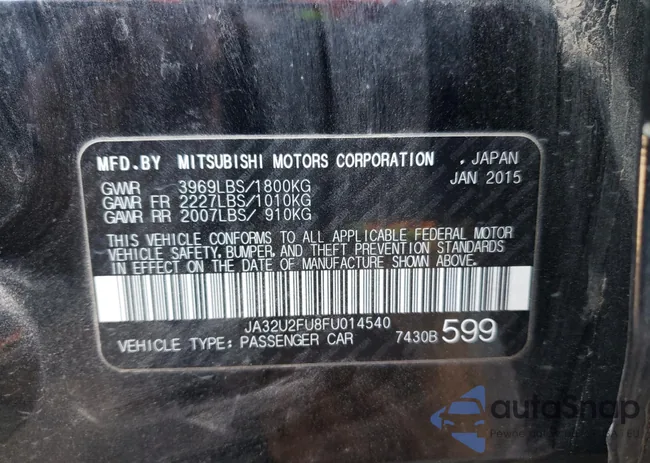 MFD.BY MITSUBISHI MOTORS CORPORATION . JAPAN
JAN 2015
GVWR 3969LBS/1800KG
GAWR FR 2227LBS/1010KG
GAWR RR 2007LBS/ 910KG
THIS VEHICLE CONFORMS TO ALL APPLICABLE FEDERAL MOTOR
VEHICLE SAFETY, BUMPER, AND THEFT PREVENTION STANDARDS
IN EFFECT ON THE DATE OF MANUFACTURE SHOWN ABOVE.
JA32U2FU8FU014540
VEHICLE TYPE: PASSENGER CAR 7430B 599
autoSnap